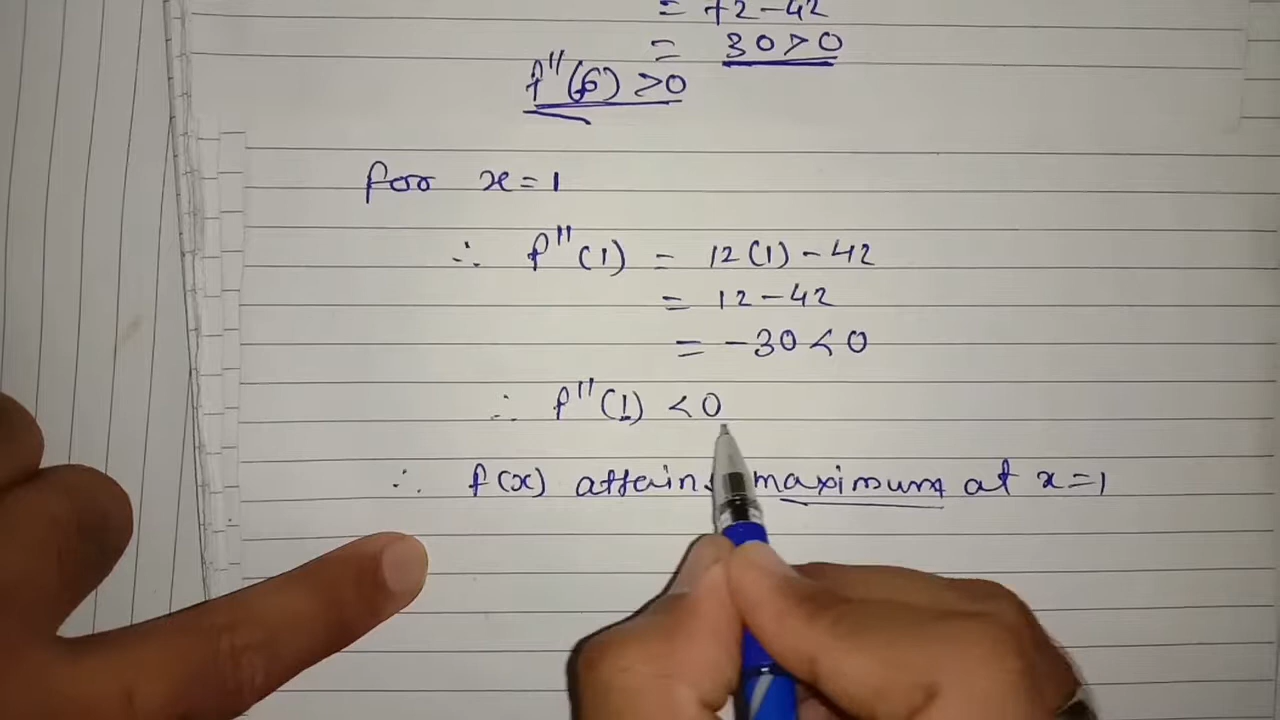 = 72-42
= 30>0
f''(6) >0
for x=1
∴ f''(1) = 12(1)-42
= 12-42
= -30<0
∴ f''(1) <0
∴ f(x) attains maximum at x=1